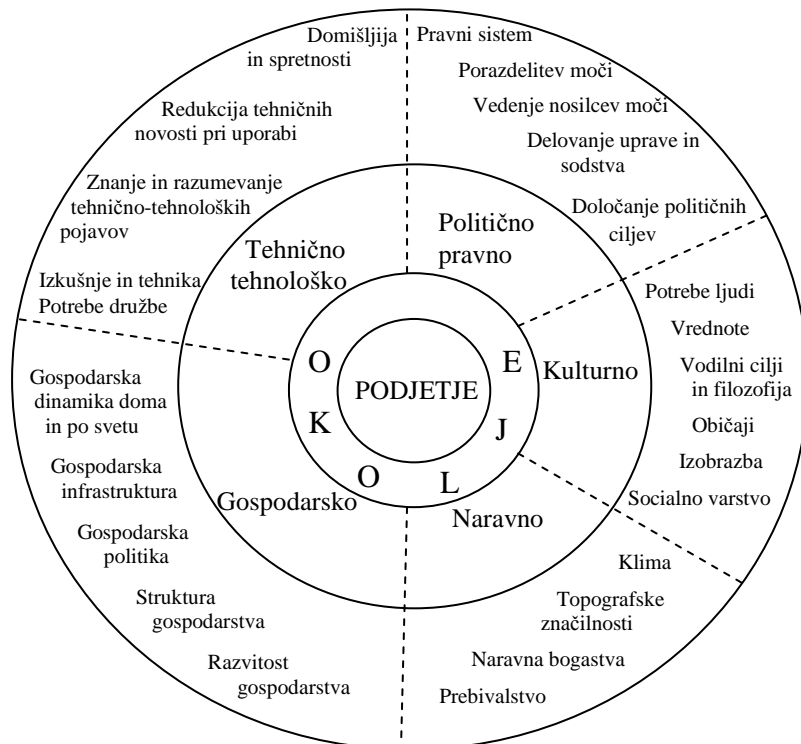 Domišljija
in spretnosti
Redukcija tehničnih
novosti pri uporabi
Znanje in razumevanje
tehnično-tehnoloških
pojavov
Izkušnje in tehnika
Potrebe družbe
Pravni sistem
Porazdelitev moči
Vedenje nosilcev moči
Delovanje uprave in
sodstva
Določanje političnih
ciljev
Potrebe ljudi
Vrednote
Vodilni cilji
in filozofija
Običaji
Izobrazba
Socialno varstvo
Klima
Topografske
značilnosti
Naravna bogastva
Prebivalstvo
Gospodarska
dinamika doma
in po svetu
Gospodarska
infrastruktura
Gospodarska
politika
Struktura
gospodarstva
Razvitost
gospodarstva
Tehnično
tehnološko
Politično
pravno
Kulturno
Naravno
Gospodarsko
O
K
O
L
J
E
PODJETJE